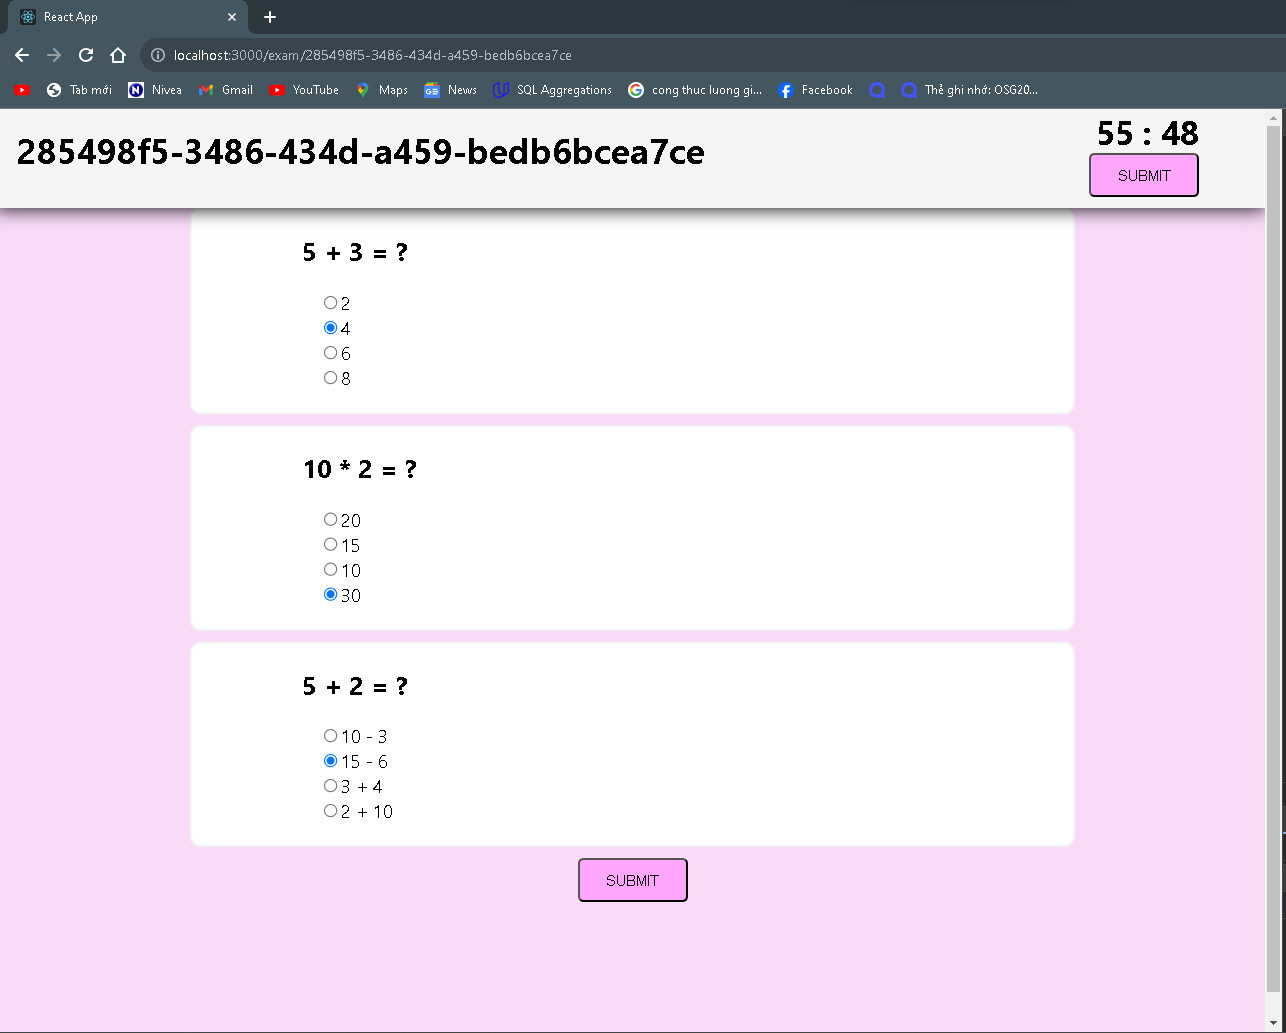 React App
localhost:3000/exam/285498f5-3486-434d-a459-bedb6bcea7ce
Tab mới Nivea Gmail YouTube Maps News SQL Aggregations cong thuc luong gi... Facebook Thẻ ghi nhớ: OSG20...
285498f5-3486-434d-a459-bedb6bcea7ce
55 : 48
SUBMIT
5 + 3 = ?
2
4
6
8
10 * 2 = ?
20
15
10
30
5 + 2 = ?
10 - 3
15 - 6
3 + 4
2 + 10
SUBMIT